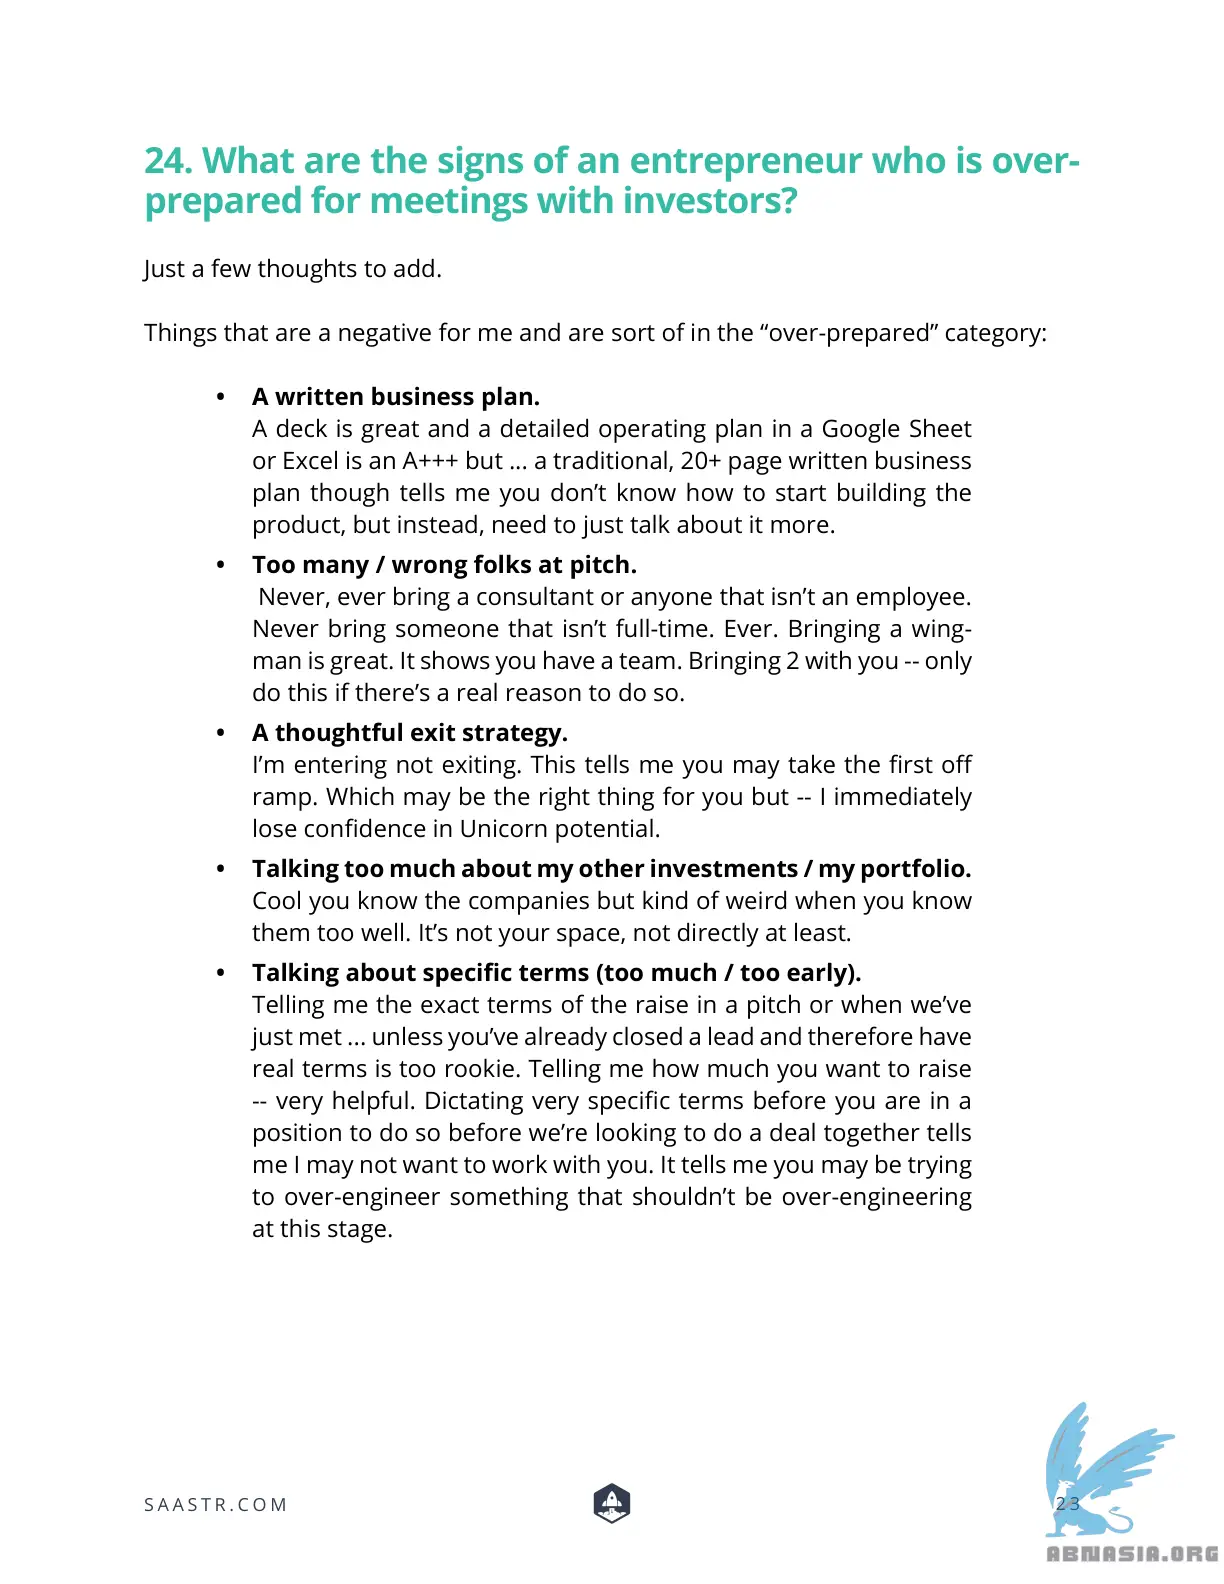 24. What are the signs of an entrepreneur who is over-
prepared for meetings with investors?
Just a few thoughts to add.
Things that are a negative for me and are sort of in the “over-prepared” category:
• A written business plan.
A deck is great and a detailed operating plan in a Google Sheet
or Excel is an A+++ but ... a traditional, 20+ page written business
plan though tells me you don’t know how to start building the
product, but instead, need to just talk about it more.
• Too many / wrong folks at pitch.
Never, ever bring a consultant or anyone that isn’t an employee.
Never bring someone that isn’t full-time. Ever. Bringing a wing-
man is great. It shows you have a team. Bringing 2 with you -- only
do this if there’s a real reason to do so.
• A thoughtful exit strategy.
I’m entering not exiting. This tells me you may take the first off
ramp. Which may be the right thing for you but -- I immediately
lose confidence in Unicorn potential.
• Talking too much about my other investments / my portfolio.
Cool you know the companies but kind of weird when you know
them too well. It’s not your space, not directly at least.
• Talking about specific terms (too much / too early).
Telling me the exact terms of the raise in a pitch or when we’ve
just met ... unless you’ve already closed a lead and therefore have
real terms is too rookie. Telling me how much you want to raise
-- very helpful. Dictating very specific terms before you are in a
position to do so before we’re looking to do a deal together tells
me I may not want to work with you. It tells me you may be trying
to over-engineer something that shouldn’t be over-engineering
at this stage.
SAASTR.COM
23
ABNASIA.ORG